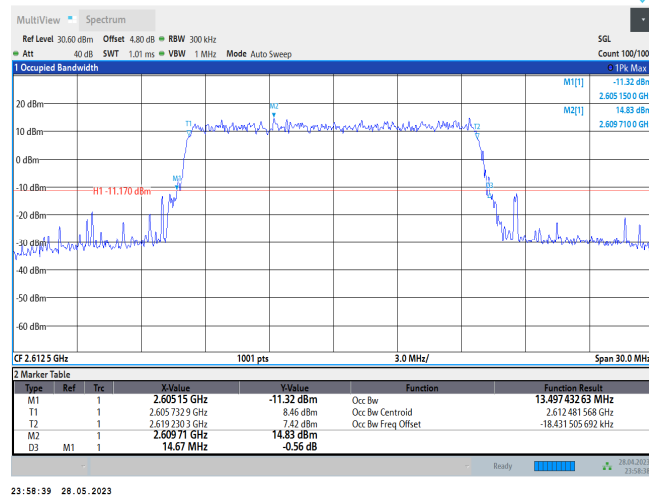 MultiView Spectrum
Ref Level 30.60 dBm Offset 4.80 dB RBW 300 kHz SGL
Att 40 dB SWT 1.01 ms VBW 1 MHz Mode Auto Sweep Count 100/100
1 Occupied Bandwidth 1Pk Max
M1[1] -11.32 dBm
2.605 150 0 GH
M2[1] 14.83 dBm
2.609 710 0 GH
20 dBm
M2
T1
T2
10 dBm
0 dBm
M1
D3
-10 dBm
H1 -11.170 dBm
-20 dBm
-30 dBm
-40 dBm
-50 dBm
-60 dBm
CF 2.612 5 GHz 1001 pts 3.0 MHz/ Span 30.0 MHz
2 Marker Table
Type Ref Trc X-Value Y-Value Function Function Result
M1 1 2.605 15 GHz -11.32 dBm Occ Bw 13.497 432 63 MHz
T1 1 2.605 732 9 GHz 8.46 dBm Occ Bw Centroid 2.612 481 568 GHz
T2 1 2.619 230 3 GHz 7.42 dBm Occ Bw Freq Offset -18.431 505 692 kHz
M2 1 2.609 71 GHz 14.83 dBm
D3 M1 1 14.67 MHz -0.56 dB
Ready 28.04.2023
23:58:38
23:58:39 28.05.2023